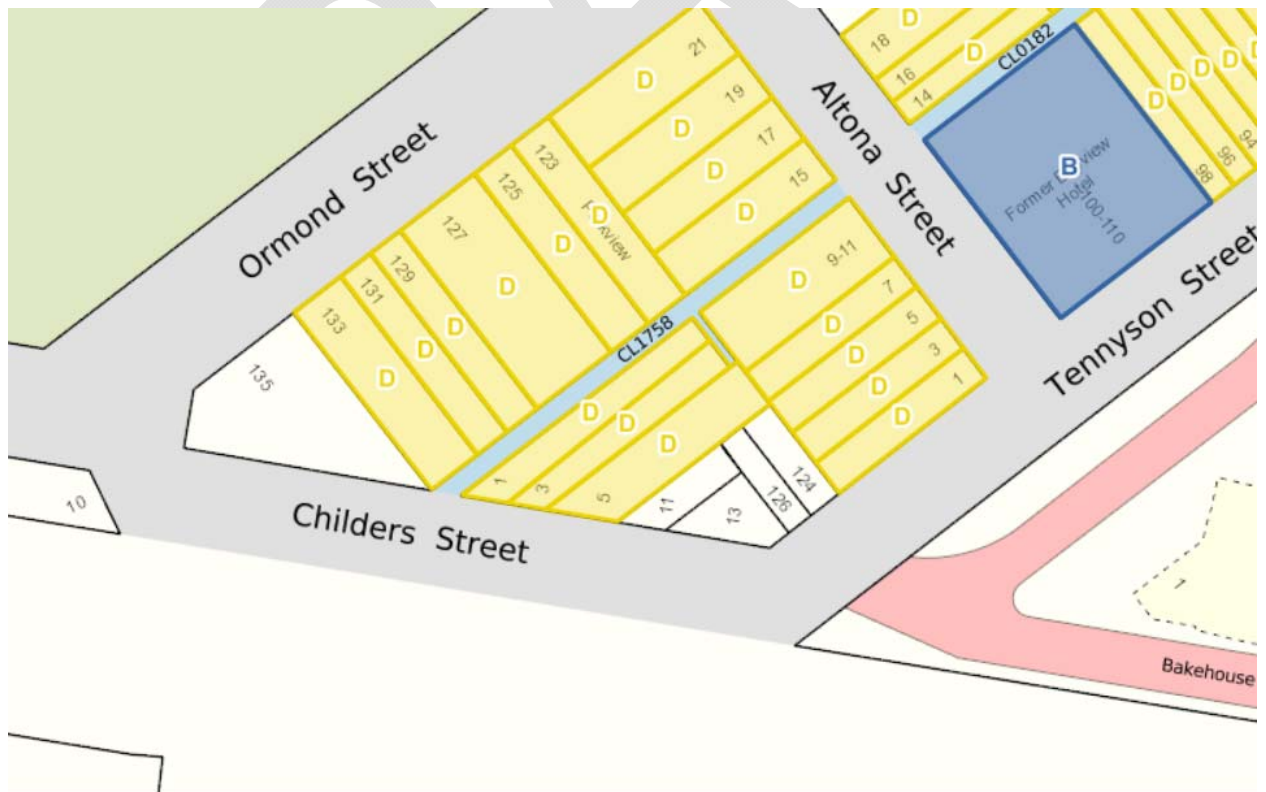 21
D
19
D
17
D
15
D
123
D
125
D
127
D
129
D
131
D
133
D
135
Ormond Street
Altona Street
18
D
16
D
14
CL0182
B
Former
Hotel
100-110
D
D
D
D
98
96
94
Tennyson Street
CL1758
9-11
D
7
D
5
D
3
D
1
D
D
D
D
1
3
5
11
13
126
124
10
Childers Street
1
Bakehouse